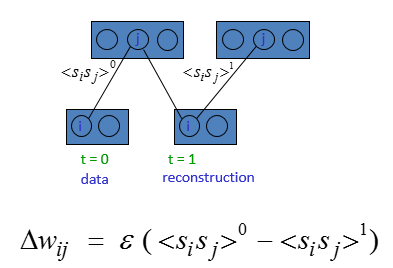 j j
<s_i s_j>^0 <s_i s_j>^1
i i
t = 0 t = 1
data reconstruction
Δw_ij = ε ( <s_i s_j>^0 − <s_i s_j>^1 )